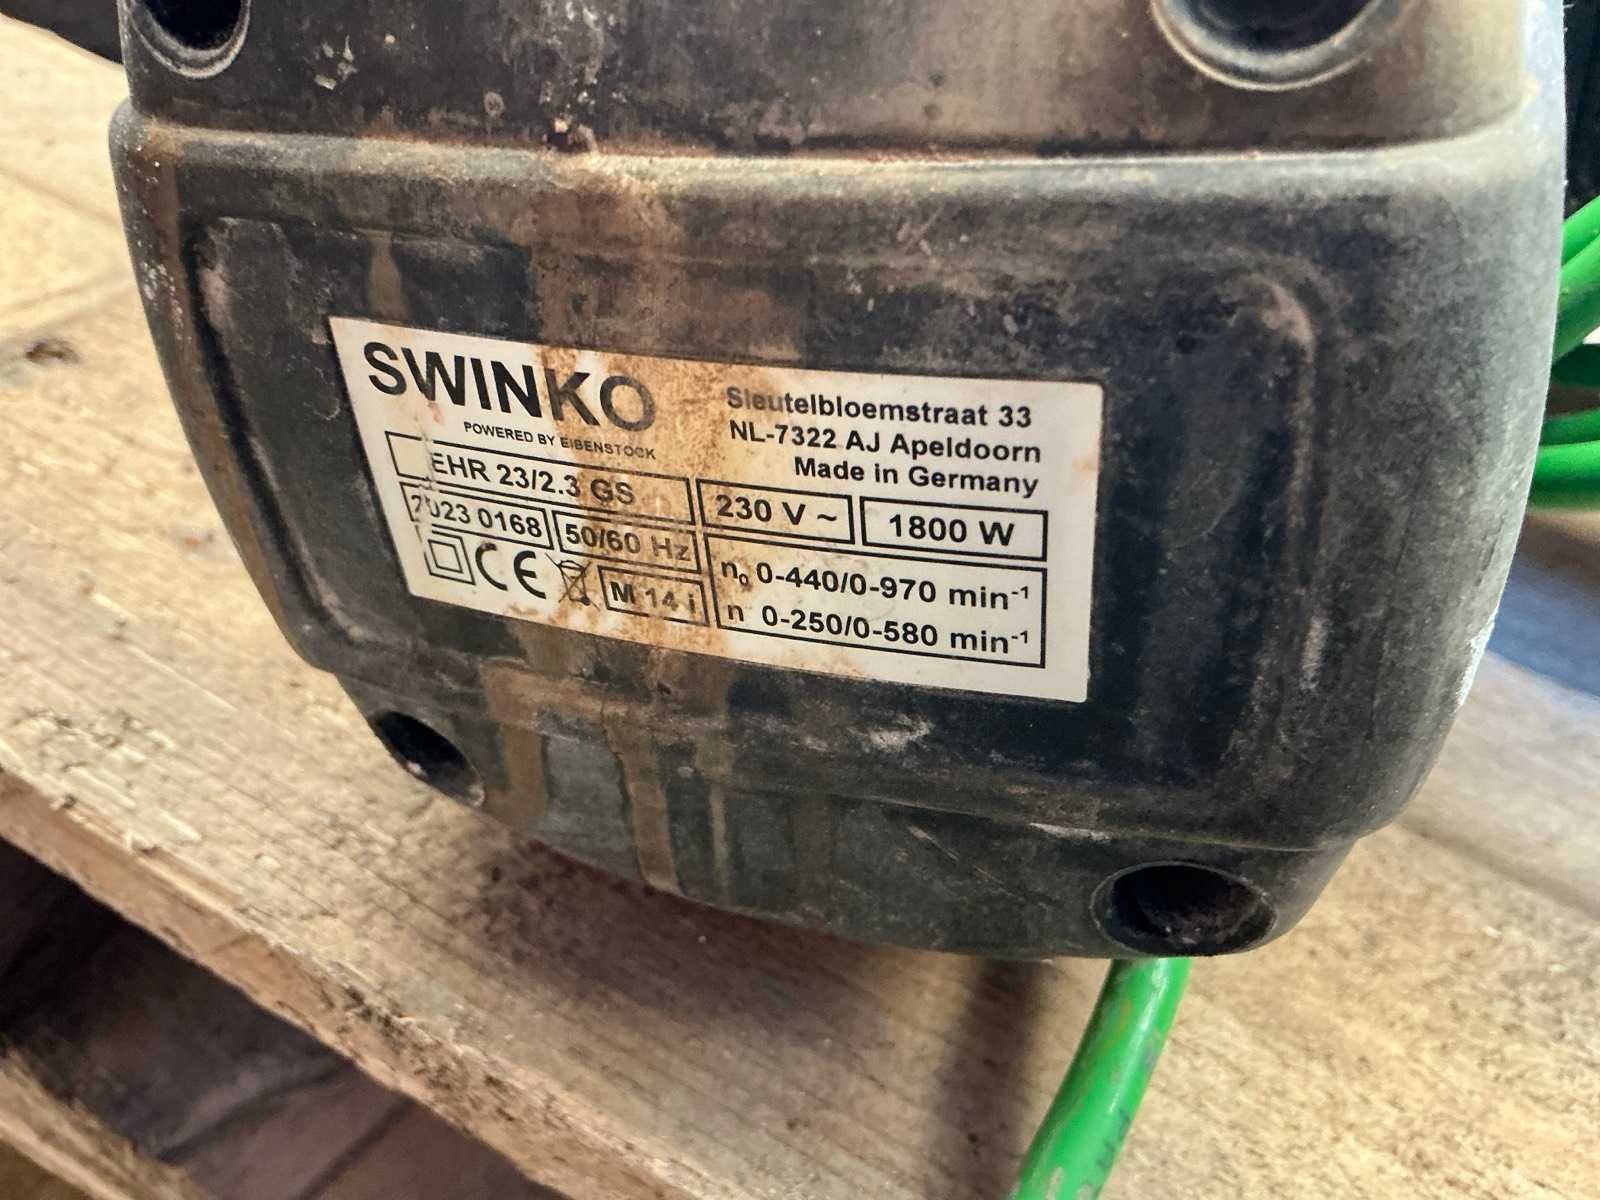 SWINKO
POWERED BY EIBENSTOCK
Sleutelbloemstraat 33
NL-7322 AJ Apeldoorn
Made in Germany
EHR 23/2.3 GS
230 V ~
1800 W
2023 0168
50/60 Hz
CE
M 14 i
n₀ 0-440/0-970 min⁻¹
n 0-250/0-580 min⁻¹